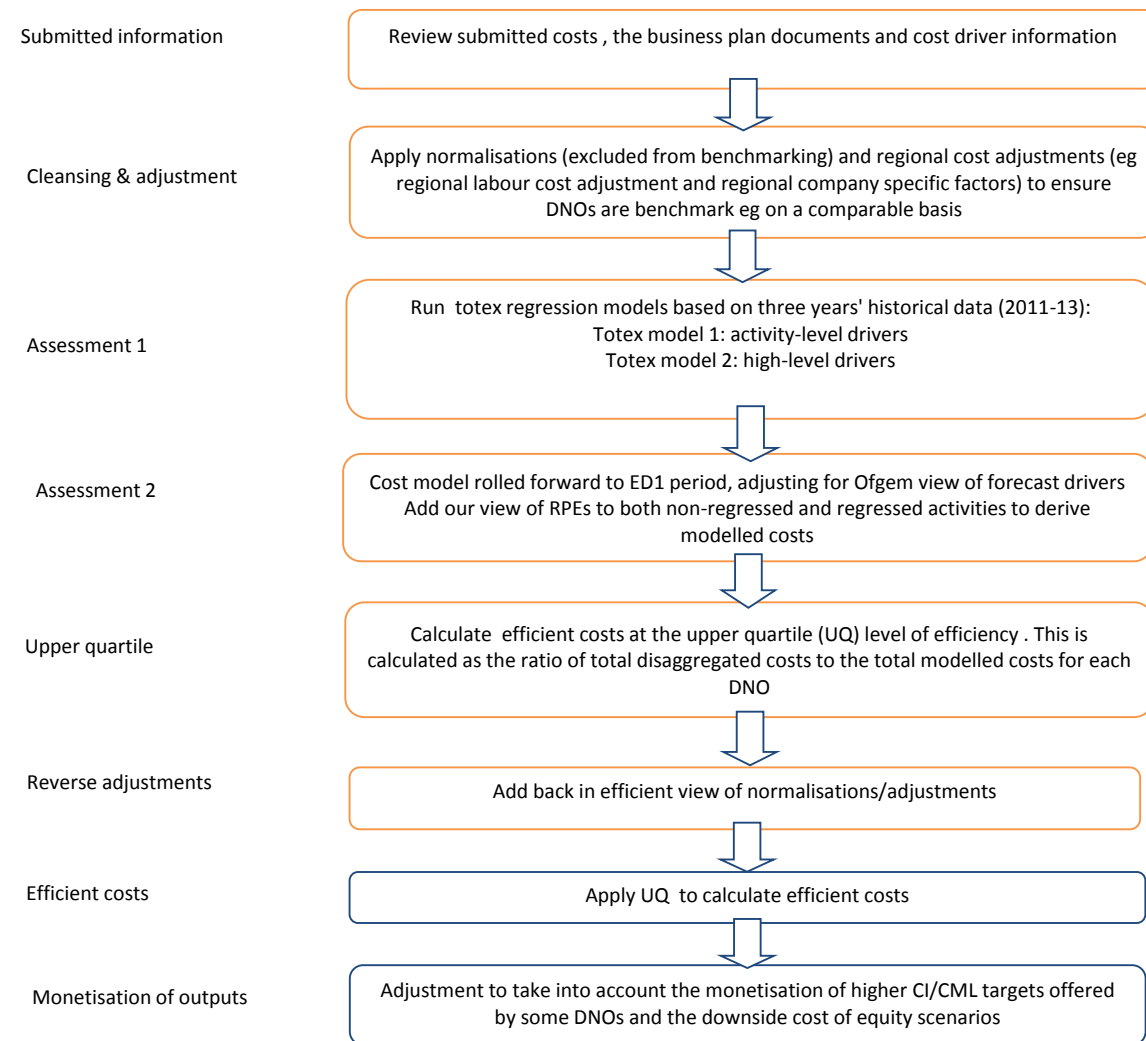 Submitted information
Review submitted costs , the business plan documents and cost driver information
Cleansing & adjustment
Apply normalisations (excluded from benchmarking) and regional cost adjustments (eg
regional labour cost adjustment and regional company specific factors) to ensure
DNOs are benchmark eg on a comparable basis
Assessment 1
Run totex regression models based on three years' historical data (2011-13):
Totex model 1: activity-level drivers
Totex model 2: high-level drivers
Assessment 2
Cost model rolled forward to ED1 period, adjusting for Ofgem view of forecast drivers
Add our view of RPEs to both non-regressed and regressed activities to derive
modelled costs
Upper quartile
Calculate efficient costs at the upper quartile (UQ) level of efficiency . This is
calculated as the ratio of total disaggregated costs to the total modelled costs for each
DNO
Reverse adjustments
Add back in efficient view of normalisations/adjustments
Efficient costs
Apply UQ to calculate efficient costs
Monetisation of outputs
Adjustment to take into account the monetisation of higher CI/CML targets offered
by some DNOs and the downside cost of equity scenarios